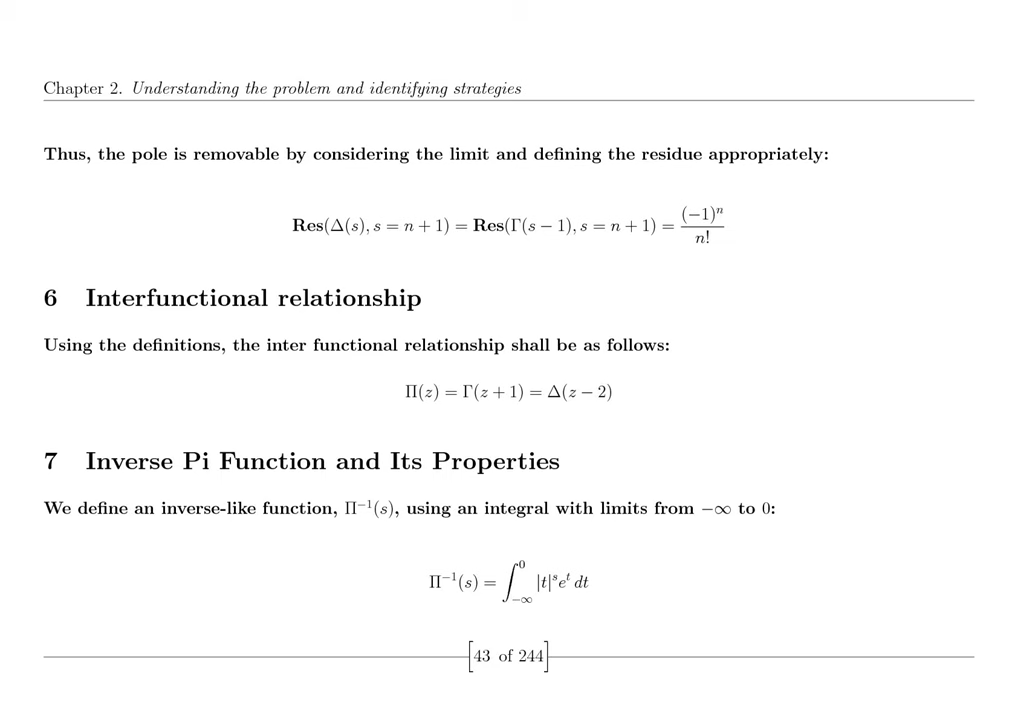 Chapter 2. Understanding the problem and identifying strategies
Thus, the pole is removable by considering the limit and defining the residue appropriately:
Res(Δ(s), s = n + 1) = Res(Γ(s − 1), s = n + 1) = (−1)ⁿ / n!
6 Interfunctional relationship
Using the definitions, the inter functional relationship shall be as follows:
Π(z) = Γ(z + 1) = Δ(z − 2)
7 Inverse Pi Function and Its Properties
We define an inverse-like function, Π⁻¹(s), using an integral with limits from −∞ to 0:
Π⁻¹(s) = ∫_{−∞}^{0} |t|ˢeᵗ dt
[43 of 244]